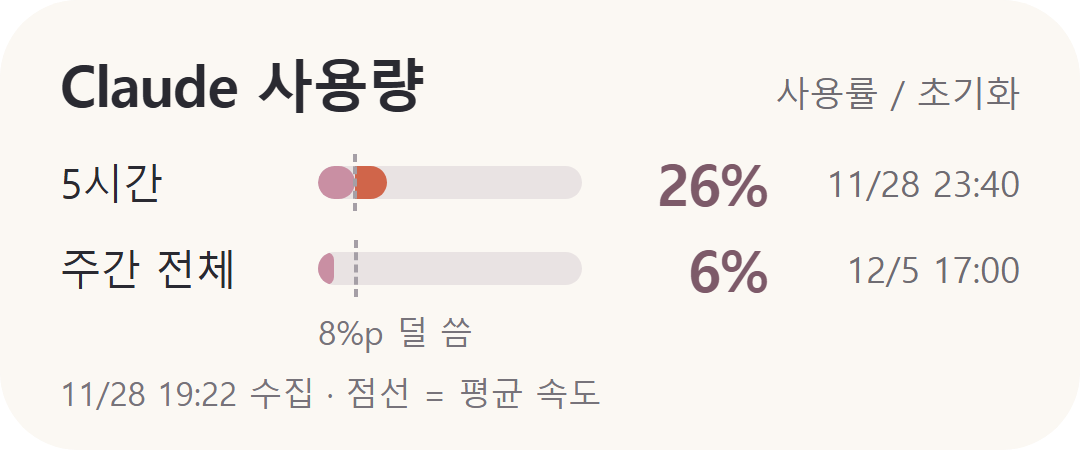 Claude 사용량
사용률 / 초기화
5시간 26% 11/28 23:40
주간 전체 6% 12/5 17:00
8%p 덜 씀
11/28 19:22 수집 · 점선 = 평균 속도